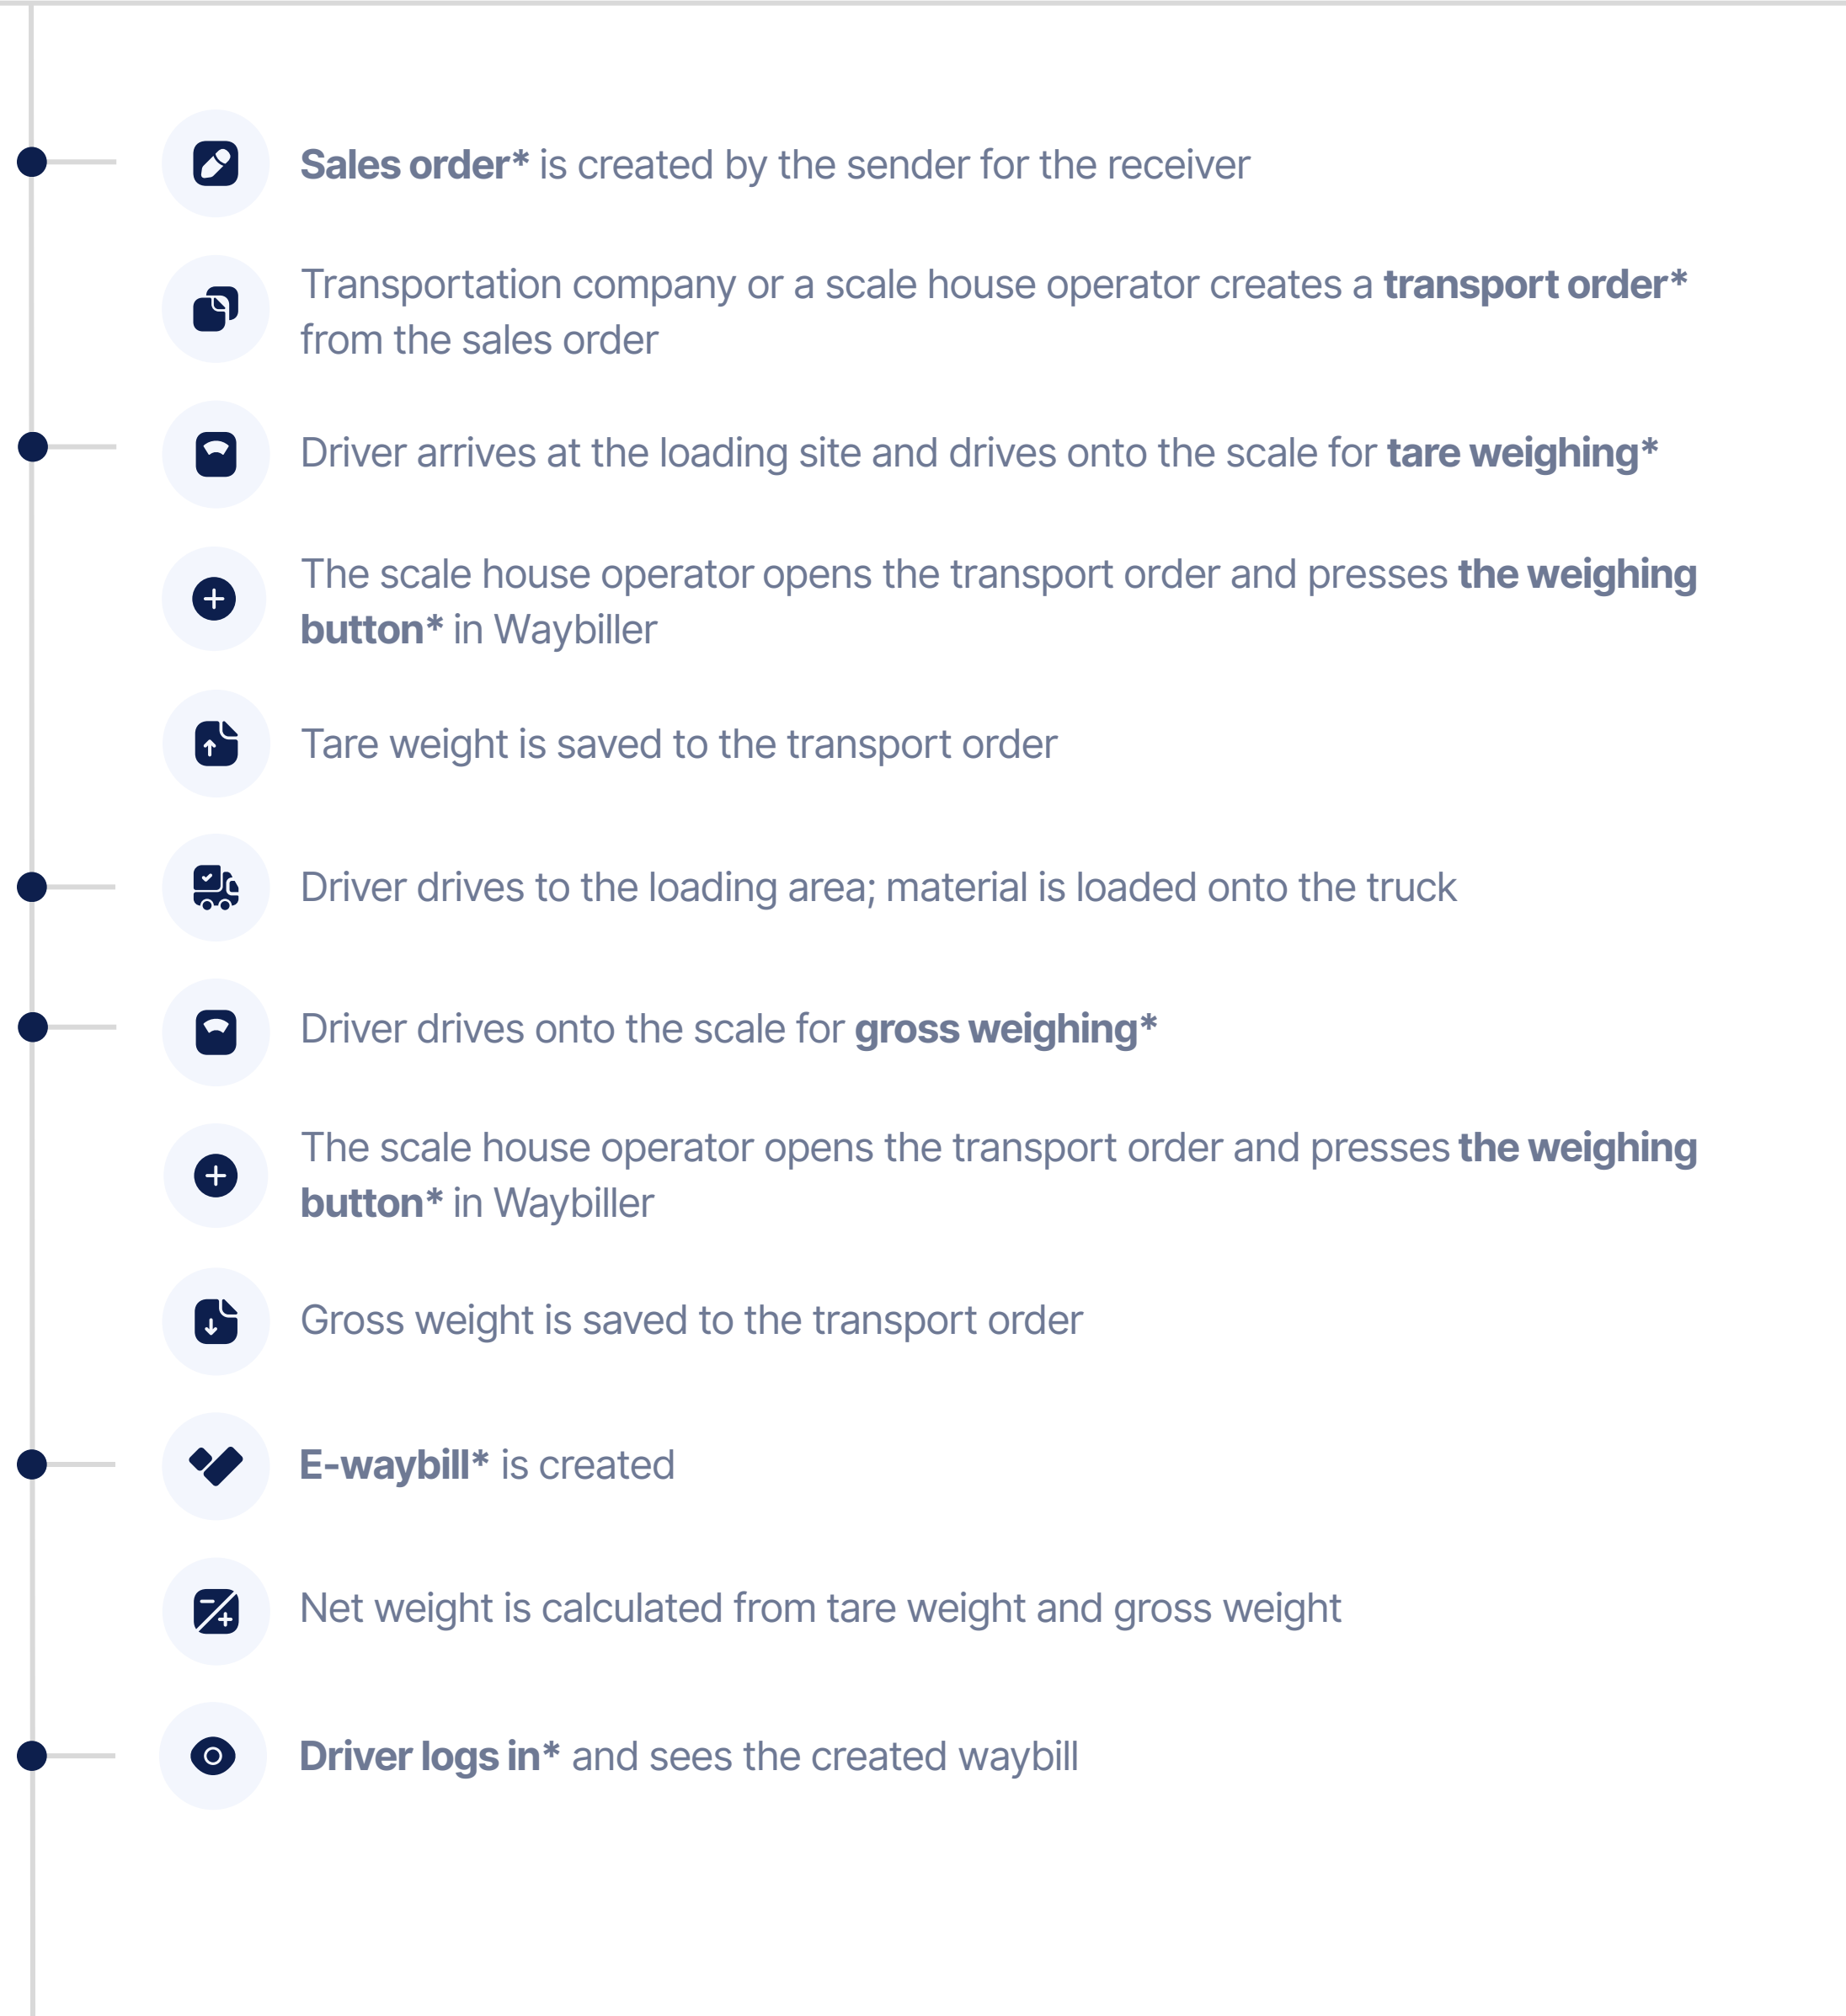 Sales order* is created by the sender for the receiver
Transportation company or a scale house operator creates a transport order*
from the sales order
Driver arrives at the loading site and drives onto the scale for tare weighing*
The scale house operator opens the transport order and presses the weighing
button* in Waybiller
Tare weight is saved to the transport order
Driver drives to the loading area; material is loaded onto the truck
Driver drives onto the scale for gross weighing*
The scale house operator opens the transport order and presses the weighing
button* in Waybiller
Gross weight is saved to the transport order
E-waybill* is created
Net weight is calculated from tare weight and gross weight
Driver logs in* and sees the created waybill